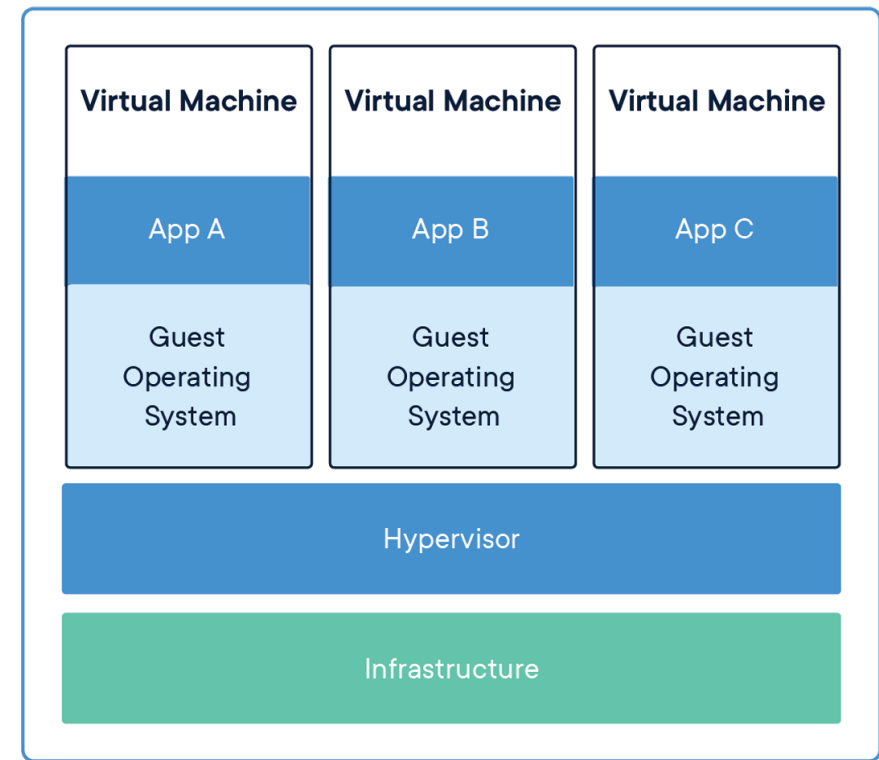 Virtual Machine
App A
Guest
Operating
System
Virtual Machine
App B
Guest
Operating
System
Virtual Machine
App C
Guest
Operating
System
Hypervisor
Infrastructure